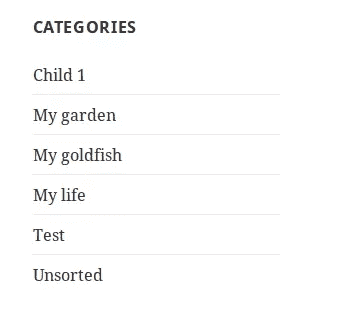 CATEGORIES
Child 1
My garden
My goldfish
My life
Test
Unsorted